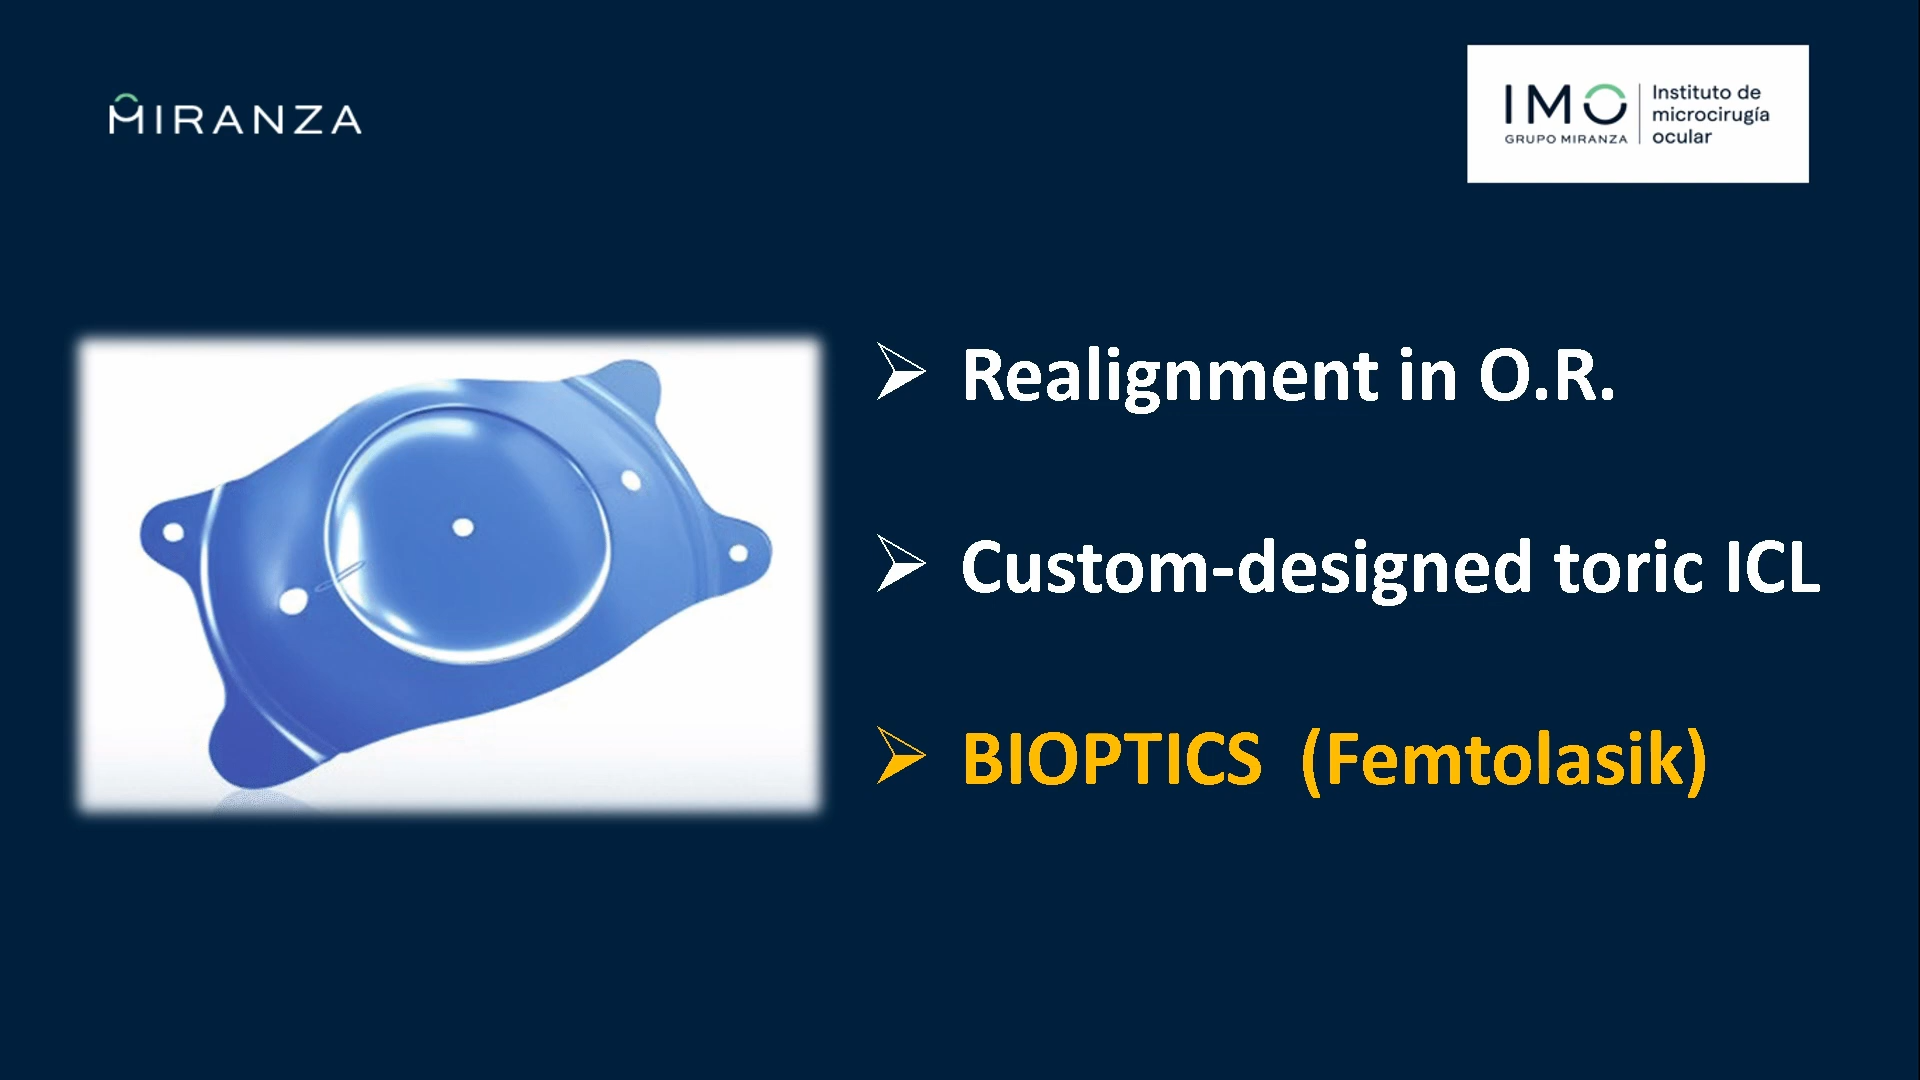 MIRANZA
IMO
GRUPO MIRANZA
Instituto de
microcirugía
ocular
➢ Realignment in O.R.
➢ Custom-designed toric ICL
➢ BIOPTICS (Femtolasik)